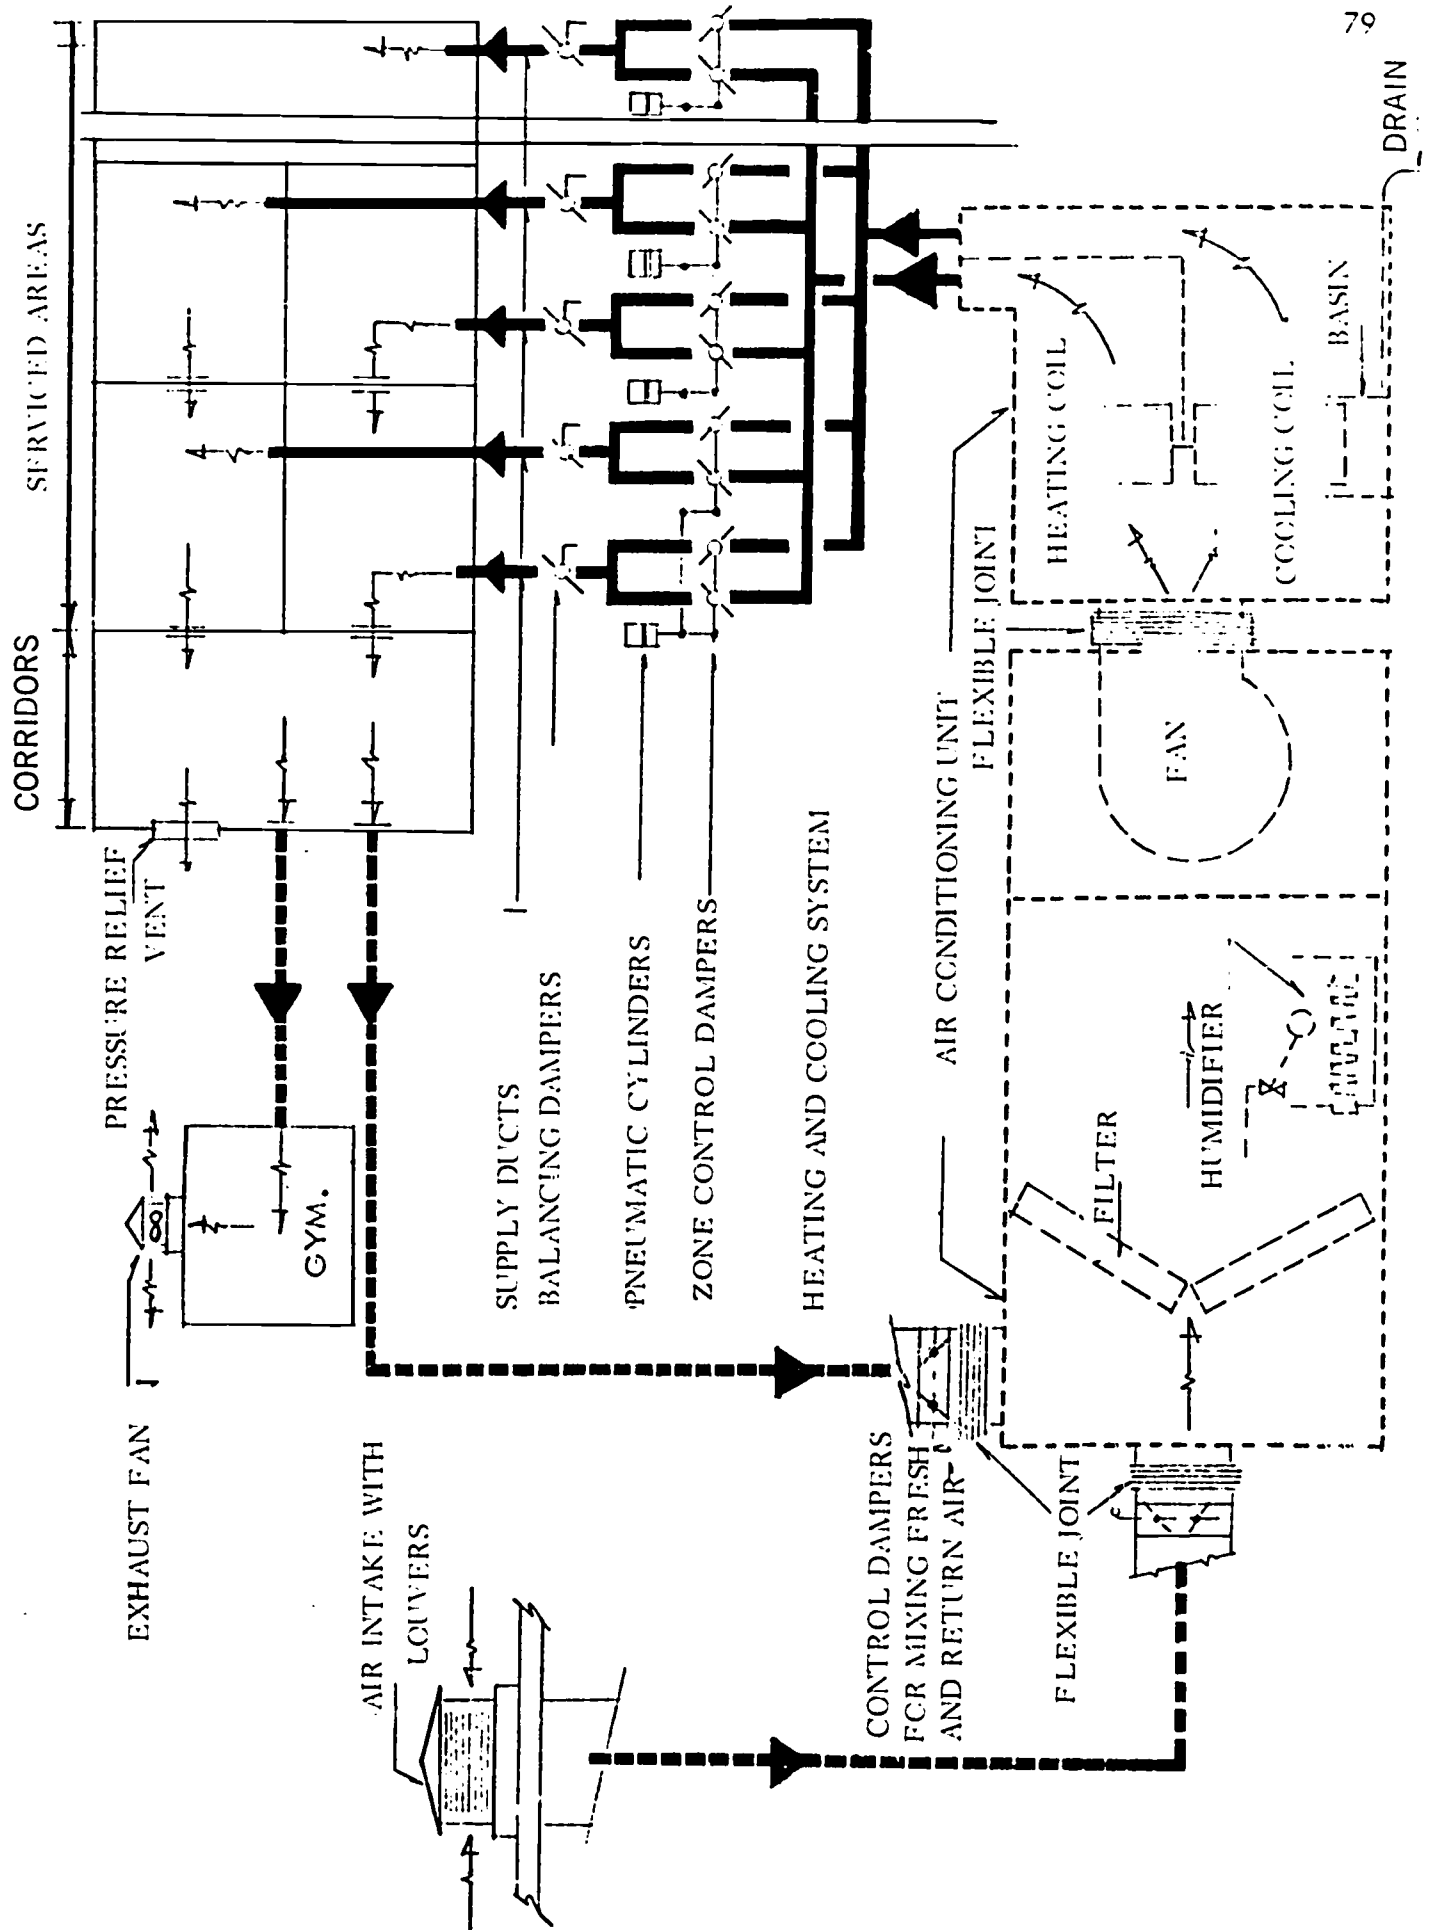 79
CORRIDORS
SERVICED AREAS
PRESSURE RELIEF
VENT
EXHAUST FAN
GYM.
AIR INTAKE WITH
LOUVERS
SUPPLY DUCTS
BALANCING DAMPERS
PNEUMATIC CYLINDERS
ZONE CONTROL DAMPERS
HEATING AND COOLING SYSTEM
CONTROL DAMPERS
FOR MIXING FRESH
AND RETURN AIR
FLEXIBLE JOINT
AIR CONDITIONING UNIT
FLEXIBLE JOINT
FILTER
HUMIDIFIER
FAN
HEATING COIL
COOLING COIL
BASIN
DRAIN